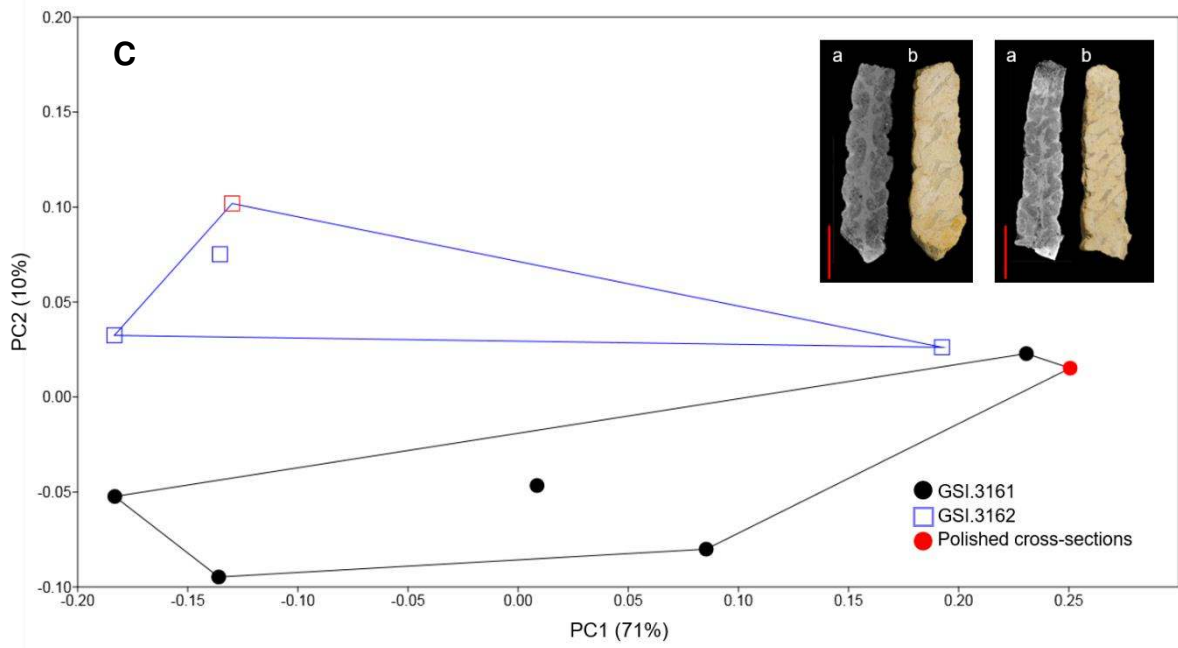 C
a b
a b
0.20
0.15
0.10
0.05
0.00
-0.05
-0.10
PC2 (10%)
GSI.3161
GSI.3162
Polished cross-sections
-0.20 -0.15 -0.10 -0.05 0.00 0.05 0.10 0.15 0.20 0.25
PC1 (71%)